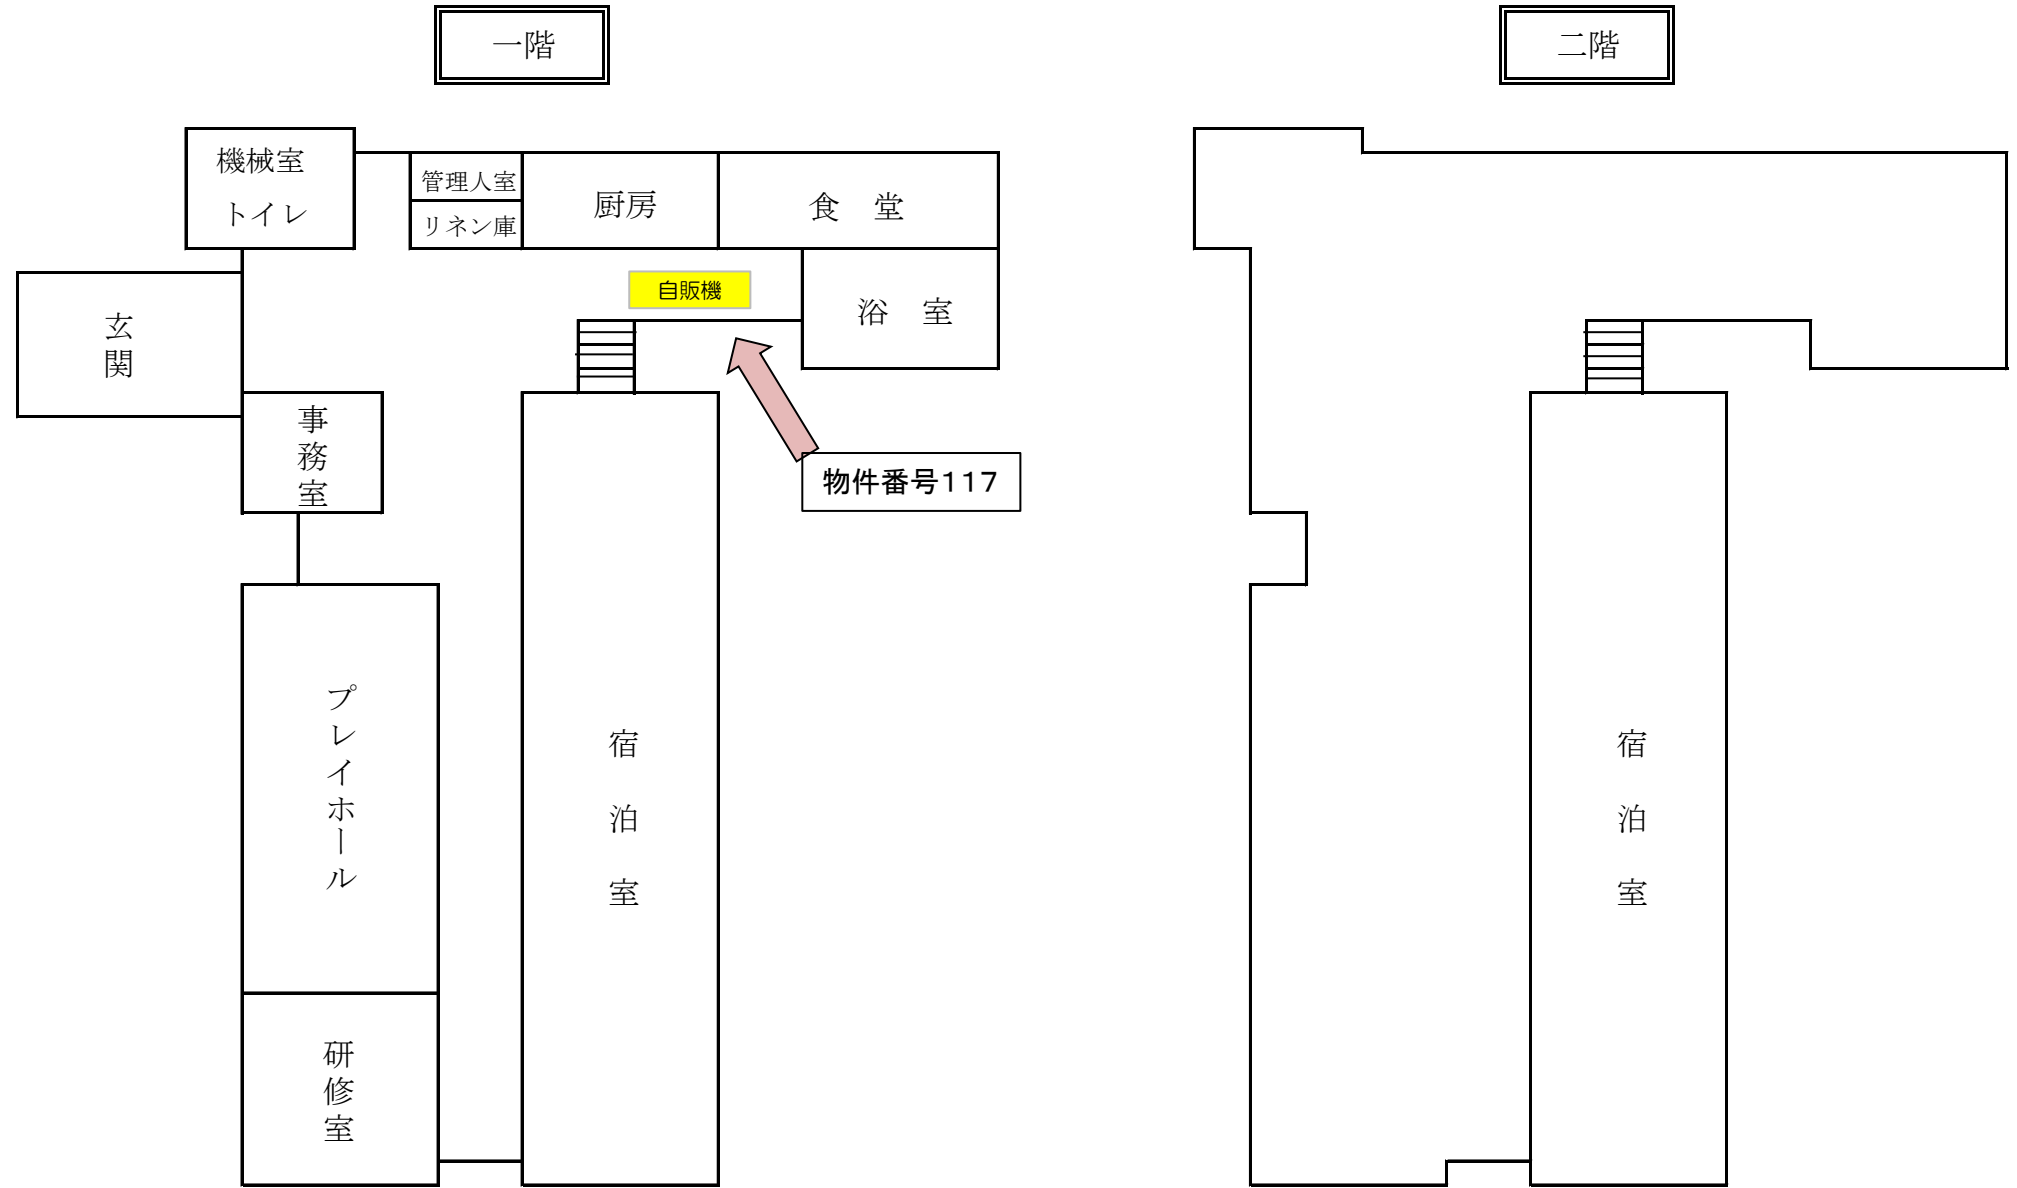 一階
二階
機械室
トイレ
管理人室
リネン庫
厨房
食　堂
自販機
浴　室
玄関
事務室
物件番号１１７
プレイホール
宿泊室
研修室
宿泊室